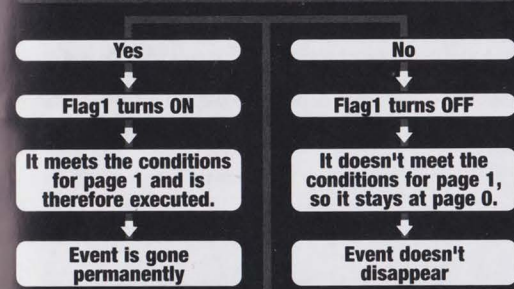 Yes
Flag1 turns ON
It meets the conditions
for page 1 and is
therefore executed.
Event is gone
permanently
No
Flag1 turns OFF
It doesn't meet the
conditions for page 1,
so it stays at page 0.
Event doesn't
disappear